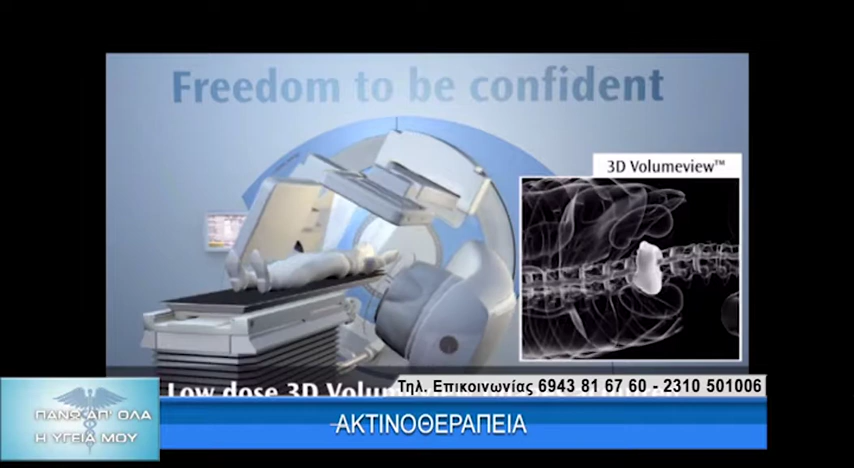 Freedom to be confident
3D Volumeview™
Low dose 3D
Τηλ. Επικοινωνίας 6943 81 67 60 - 2310 501006
ΠΑΝΩ ΑΠ' ΟΛΑ
Η ΥΓΕΙΑ ΜΟΥ
ΑΚΤΙΝΟΘΕΡΑΠΕΙΑ